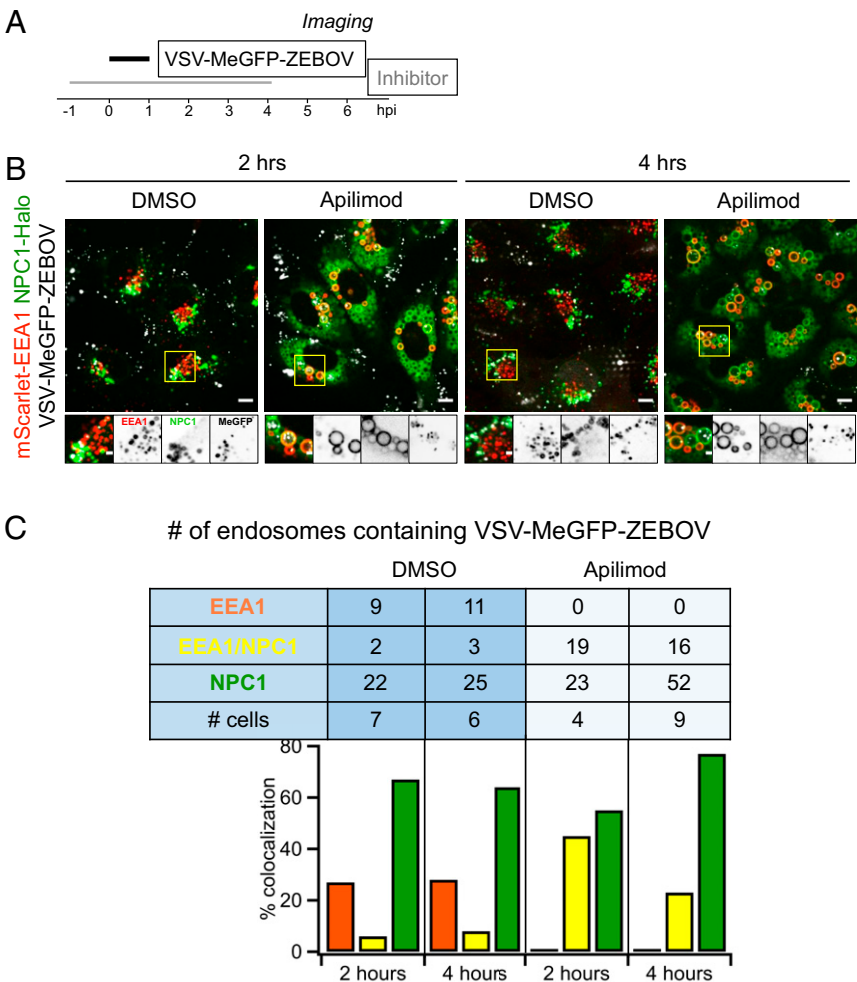 A
Imaging
VSV-MeGFP-ZEBOV
Inhibitor
-1 0 1 2 3 4 5 6 hpi
B
2 hrs 4 hrs
DMSO Apilimod DMSO Apilimod
mScarlet-EEA1 NPC1-Halo
VSV-MeGFP-ZEBOV
EEA1 NPC1 MeGFP
C
# of endosomes containing VSV-MeGFP-ZEBOV
DMSO Apilimod
EEA1 9 11 0 0
EEA1/NPC1 2 3 19 16
NPC1 22 25 23 52
# cells 7 6 4 9
% colocalization
80
60
40
20
0
2 hours 4 hours 2 hours 4 hours